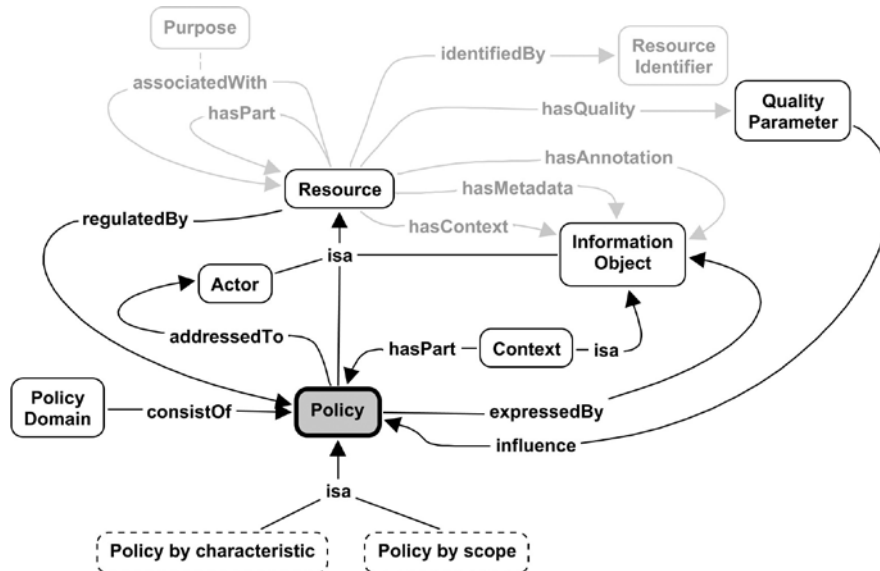 Purpose
identifiedBy
Resource
Identifier
associatedWith
hasPart
hasQuality
Quality
Parameter
hasAnnotation
Resource
hasMetadata
regulatedBy
hasContext
Information
Object
isa
Actor
addressedTo
hasPart
Context
isa
Policy
Domain
consistOf
Policy
expressedBy
influence
isa
Policy by characteristic
Policy by scope